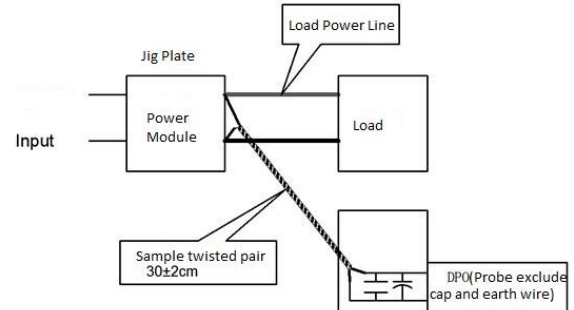 Load Power Line
Jig Plate
Power
Module
Load
Input
Sample twisted pair
30±2cm
DPO(Probe exclude
cap and earth wire)